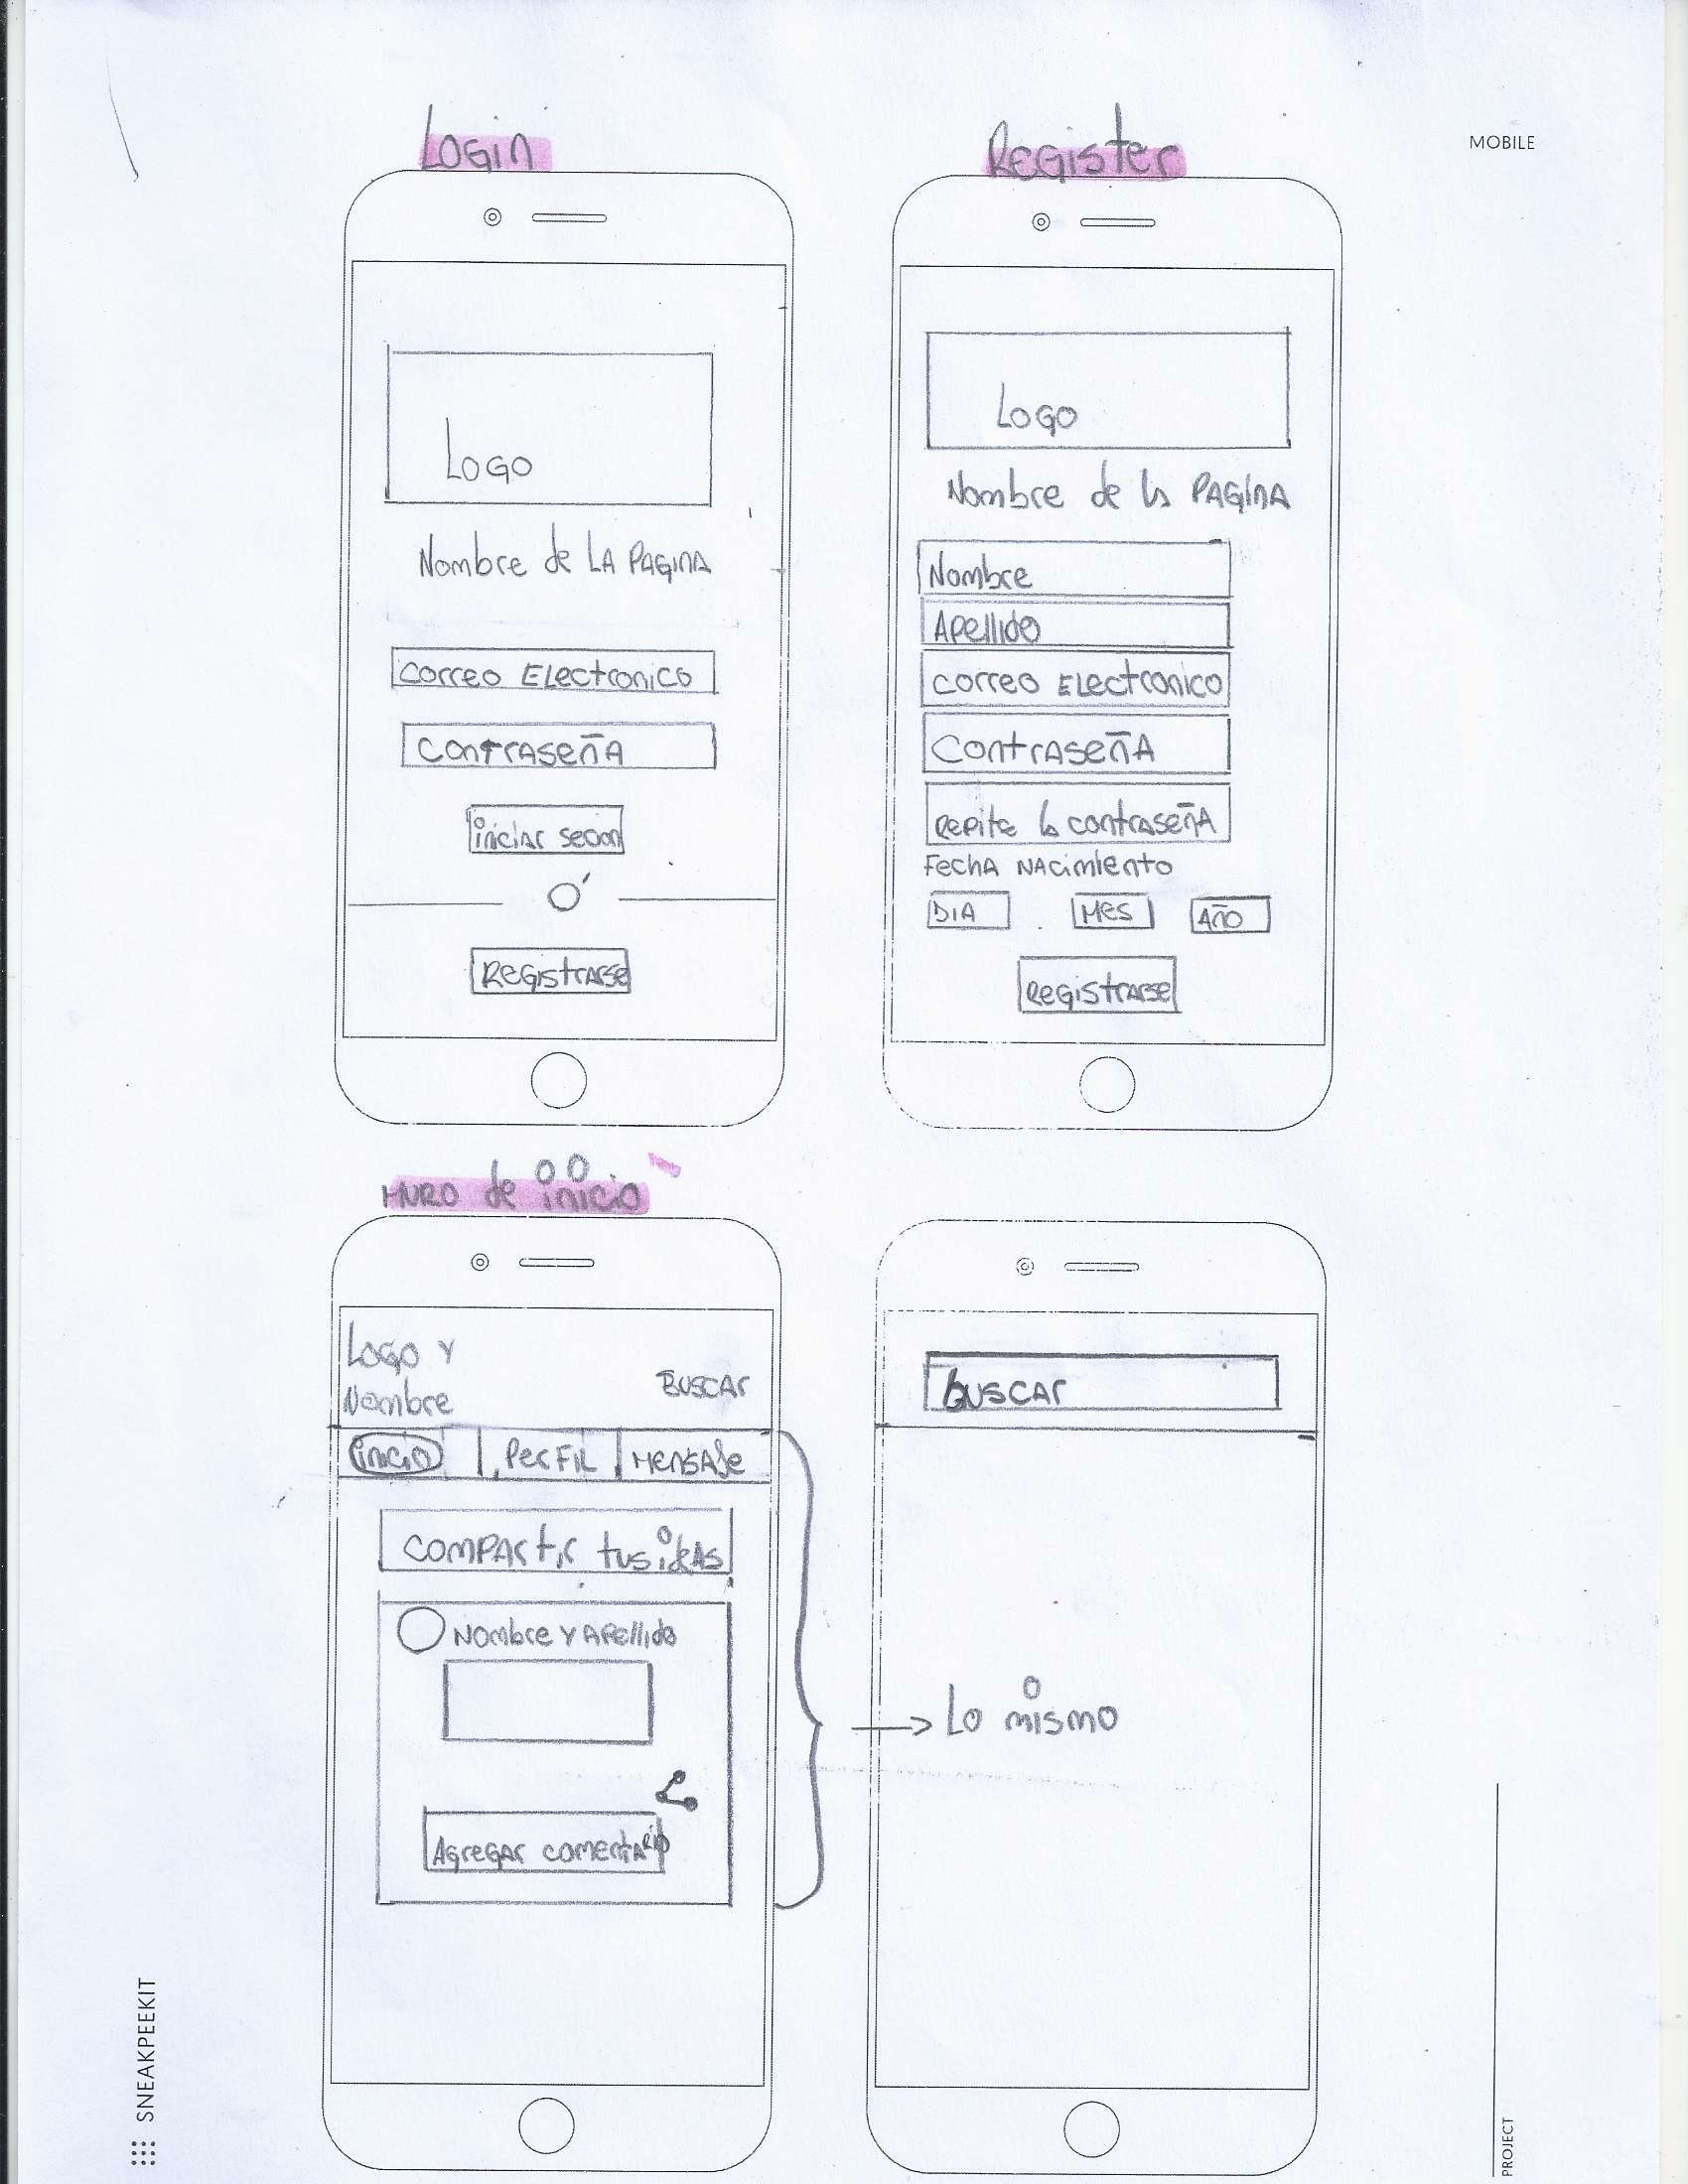 MOBILE
Login
LOGO
Nombre de LA PAGINA
correo Electronico
contraseñA
iniciar secion
Ó
Registrarse
Register
LOGO
Nombre de la PAGINA
Nombre
Apellido
correo Electronico
contraseñA
Repite la contraseñA
FechA NAcimiento
DIA MES AÑO
Registrarse
MURO de inicio
Logo y
Nombre
BUSCAR
inicio PerFil MENSAJe
compartir tus ideas
Nombre y Apellido
Agregar comentario
BUSCAR
Lo mismo
SNEAKPEEKIT
PROJECT